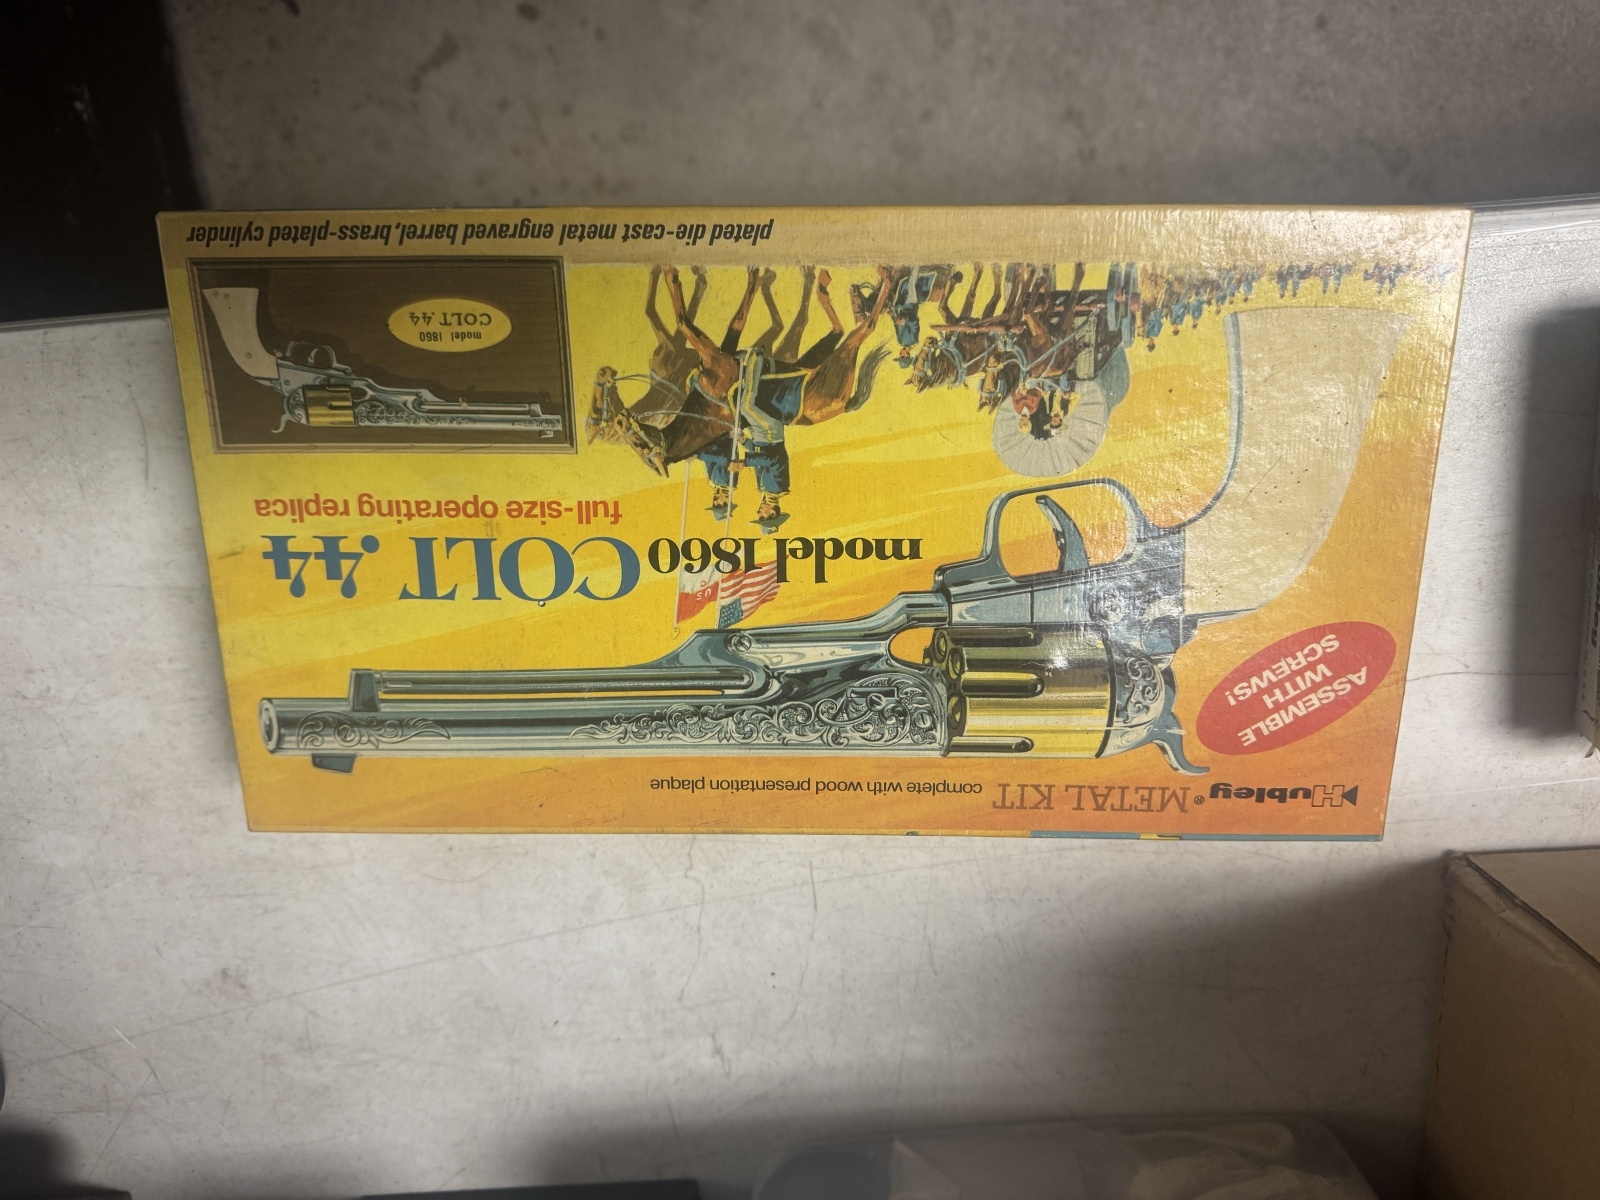 Hubley® METAL KIT complete with wood presentation plaque
ASSEMBLE
WITH
SCREWS!
model 1860 COLT .44
full-size operating replica
U S
model 1860
COLT .44
plated die-cast metal engraved barrel, brass-plated cylinder